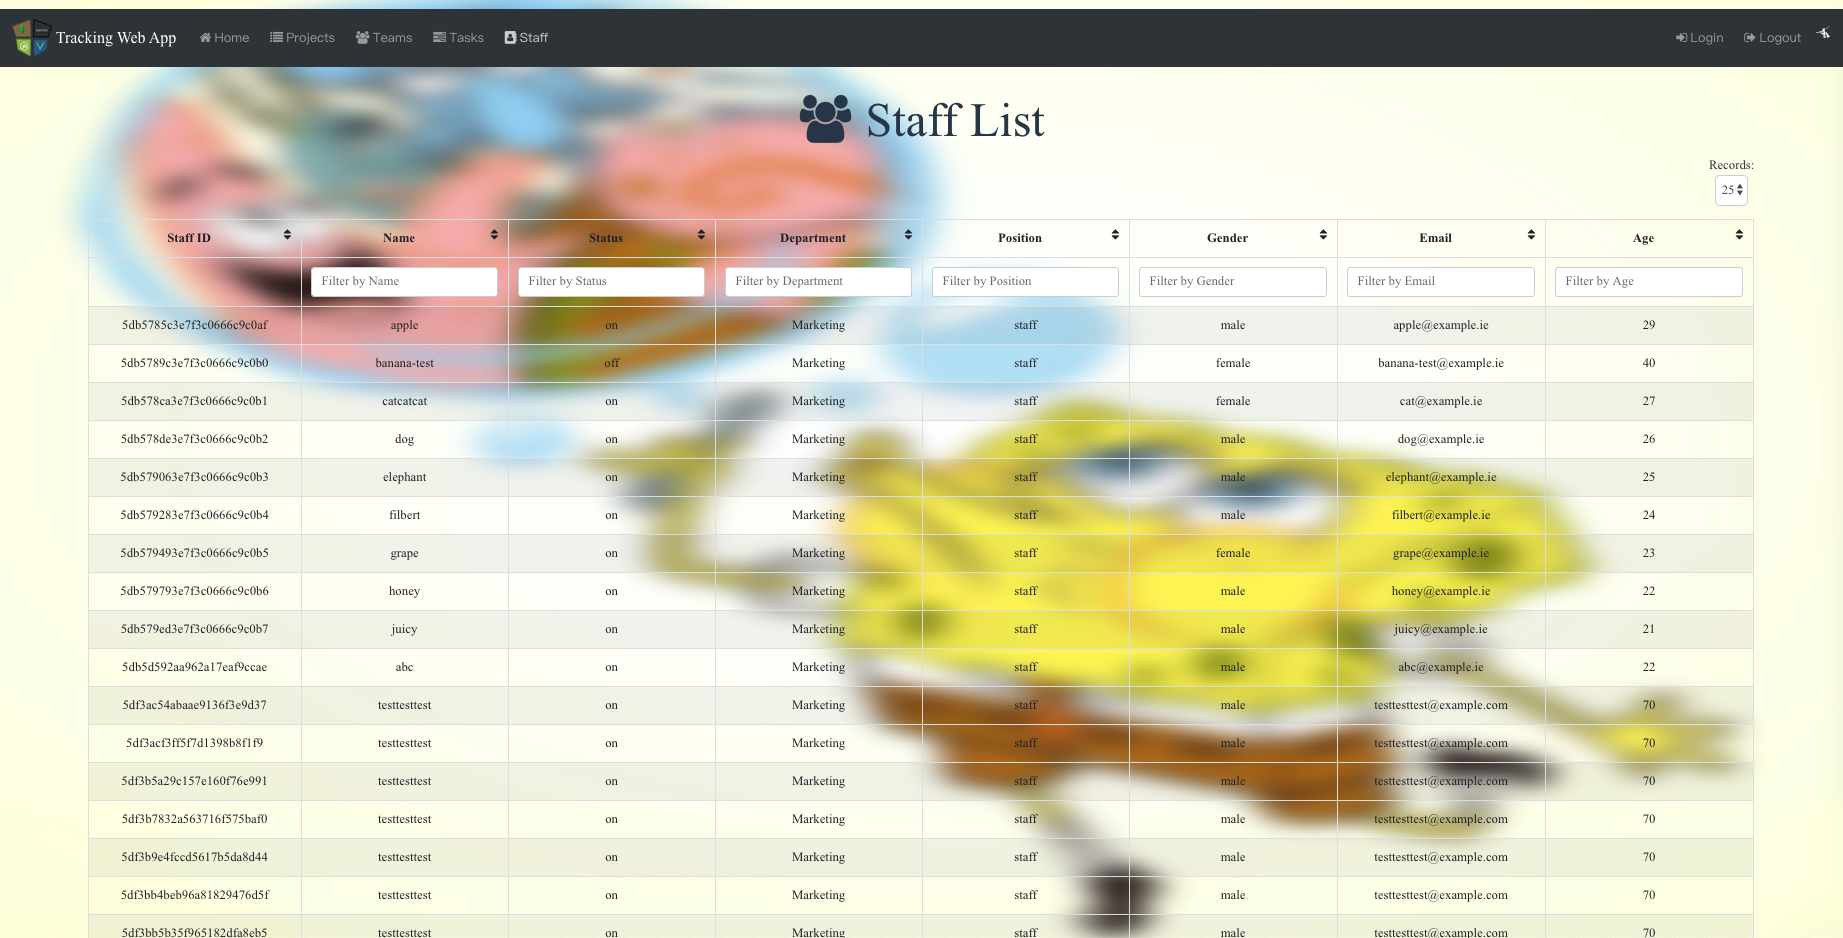 Tracking Web App Home Projects Teams Tasks Staff Login Logout
Staff List
Records:
25
Staff ID Name Status Department Position Gender Email Age
Filter by Name Filter by Status Filter by Department Filter by Position Filter by Gender Filter by Email Filter by Age
5db5785c3e7f3c0666c9c0af apple on Marketing staff male apple@example.ie 29
5db5789c3e7f3c0666c9c0b0 banana-test off Marketing staff female banana-test@example.ie 40
5db578ca3e7f3c0666c9c0b1 catcatcat on Marketing staff female cat@example.ie 27
5db578de3e7f3c0666c9c0b2 dog on Marketing staff male dog@example.ie 26
5db579063e7f3c0666c9c0b3 elephant on Marketing staff male elephant@example.ie 25
5db579283e7f3c0666c9c0b4 filbert on Marketing staff male filbert@example.ie 24
5db579493e7f3c0666c9c0b5 grape on Marketing staff female grape@example.ie 23
5db579793e7f3c0666c9c0b6 honey on Marketing staff male honey@example.ie 22
5db579ed3e7f3c0666c9c0b7 juicy on Marketing staff male juicy@example.ie 21
5db5d592aa962a17eaf9ccae abc on Marketing staff male abc@example.ie 22
5df3ac54abaae9136f3e9d37 testtesttest on Marketing staff male testtesttest@example.com 70
5df3acf3ff5f7d1398b8f1f9 testtesttest on Marketing staff male testtesttest@example.com 70
5df3b5a29c157e160f76e991 testtesttest on Marketing staff male testtesttest@example.com 70
5df3b7832a563716f575baf0 testtesttest on Marketing staff male testtesttest@example.com 70
5df3b9e4fccd5617b5da8d44 testtesttest on Marketing staff male testtesttest@example.com 70
5df3bb4beb96a81829476d5f testtesttest on Marketing staff male testtesttest@example.com 70
5df3bb5b35f965182dfa8eb5 testtesttest on Marketing staff male testtesttest@example.com 70